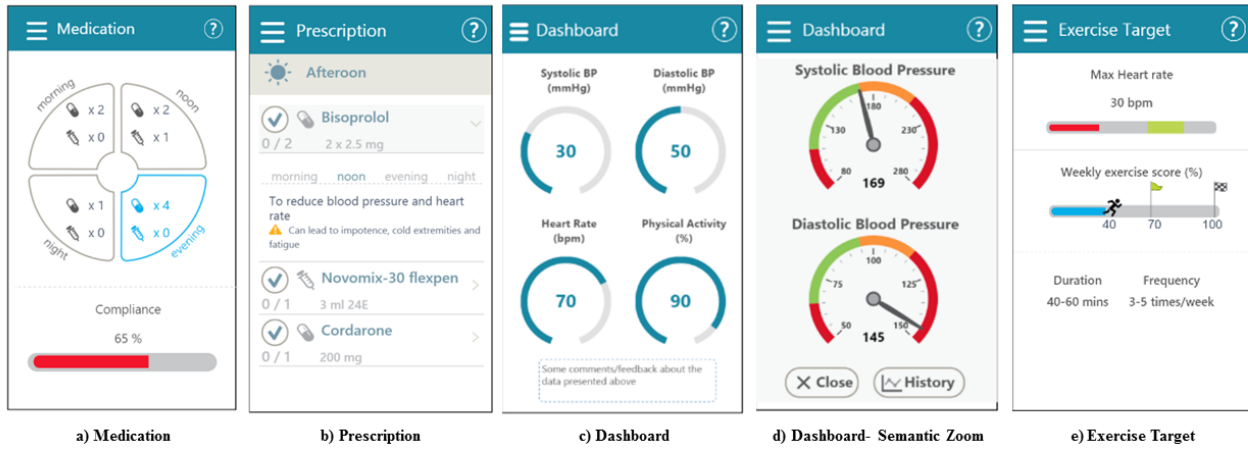 Medication
?
morning
x 2
x 0
noon
x 2
x 1
x 1
x 0
night
x 4
x 0
evening
Compliance
65 %
Prescription
?
Afteroon
Bisoprolol
0 / 2
2 x 2.5 mg
morning noon evening night
To reduce blood pressure and heart
rate
Can lead to impotence, cold extremities and
fatigue
Novomix-30 flexpen
0 / 1
3 ml 24E
Cordarone
0 / 1
200 mg
Dashboard
?
Systolic BP
(mmHg)
30
Diastolic BP
(mmHg)
50
Heart Rate
(bpm)
70
Physical Activity
(%)
90
Some comments/feedback about the
data presented above
Dashboard
?
Systolic Blood Pressure
180
130
230
80
280
169
Diastolic Blood Pressure
100
75
125
50
150
145
Close
History
Exercise Target
?
Max Heart rate
30 bpm
Weekly exercise score (%)
40 70 100
Duration Frequency
40-60 mins 3-5 times/week
a) Medication
b) Prescription
c) Dashboard
d) Dashboard- Semantic Zoom
e) Exercise Target